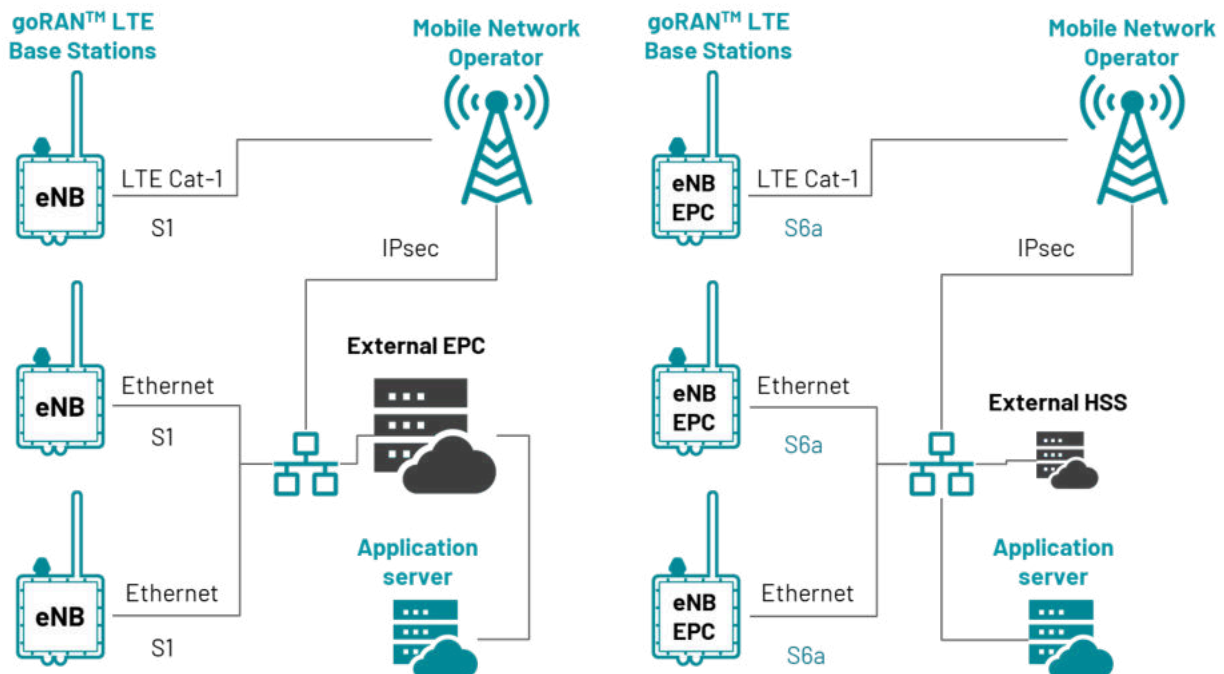 goRAN™ LTE
Base Stations
Mobile Network
Operator
eNB
LTE Cat-1
S1
IPsec
External EPC
eNB
Ethernet
S1
Application
server
eNB
Ethernet
S1
goRAN™ LTE
Base Stations
Mobile Network
Operator
eNB
EPC
LTE Cat-1
S6a
IPsec
eNB
EPC
Ethernet
S6a
External HSS
Application
server
eNB
EPC
Ethernet
S6a